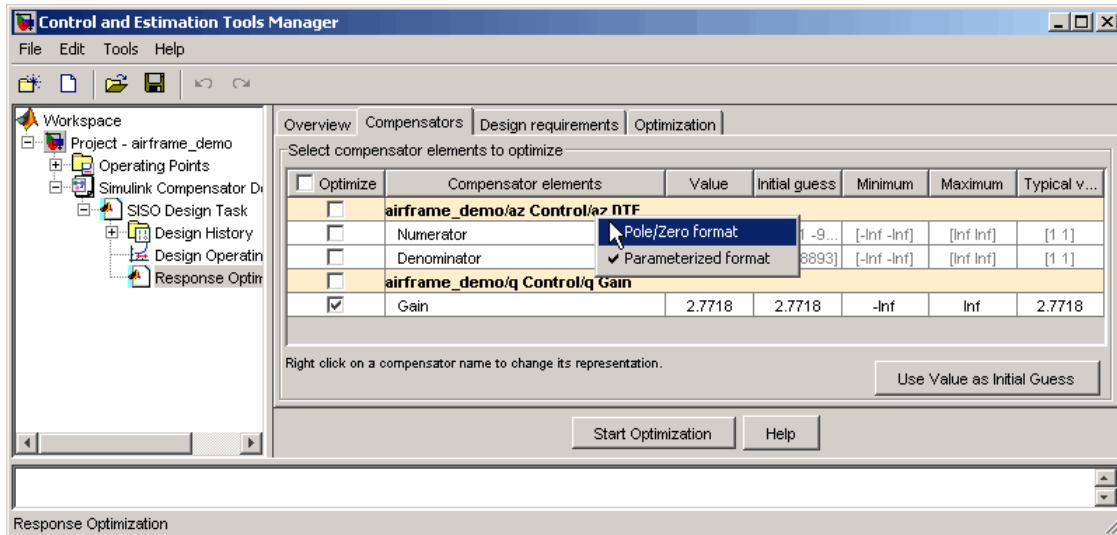 Control and Estimation Tools Manager
File Edit Tools Help
Workspace
Project - airframe_demo
Operating Points
Simulink Compensator De
SISO Design Task
Design History
Design Operatin
Response Optim
Overview Compensators Design requirements Optimization
Select compensator elements to optimize
Optimize Compensator elements Value Initial guess Minimum Maximum Typical v...
airframe_demo/az Control/az DTF
Numerator 1 -9... [-Inf -Inf] [Inf Inf] [1 1]
Pole/Zero format
Denominator 8893] [-Inf -Inf] [Inf Inf] [1 1]
Parameterized format
airframe_demo/q Control/q Gain
Gain 2.7718 2.7718 -Inf Inf 2.7718
Right click on a compensator name to change its representation.
Use Value as Initial Guess
Start Optimization Help
Response Optimization